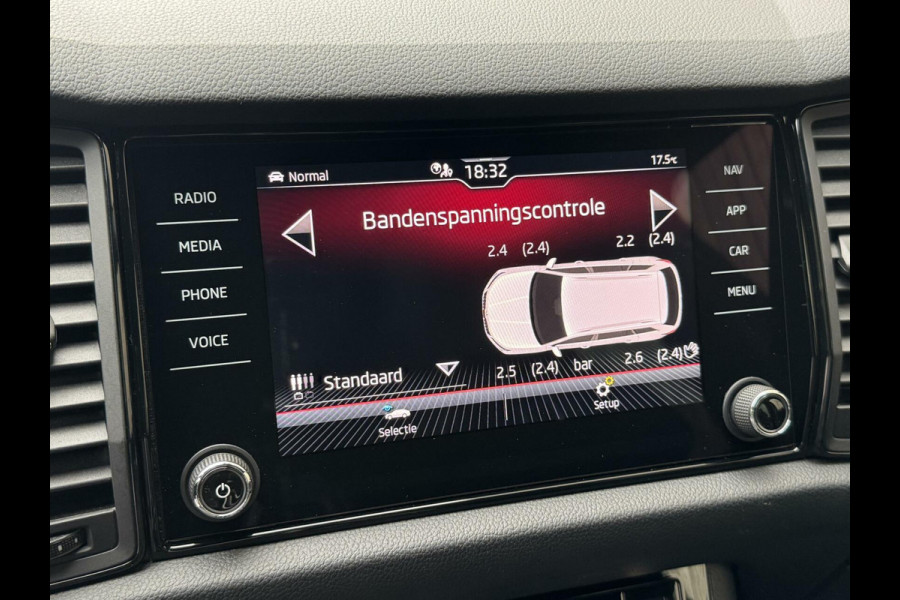 RADIO
MEDIA
PHONE
VOICE
Normal
18:32
17.5°C
Bandenspanningscontrole
2.4 (2.4) 2.2 (2.4)
2.5 (2.4) bar 2.6 (2.4)
Standaard
Selectie
Setup
NAV
APP
CAR
MENU